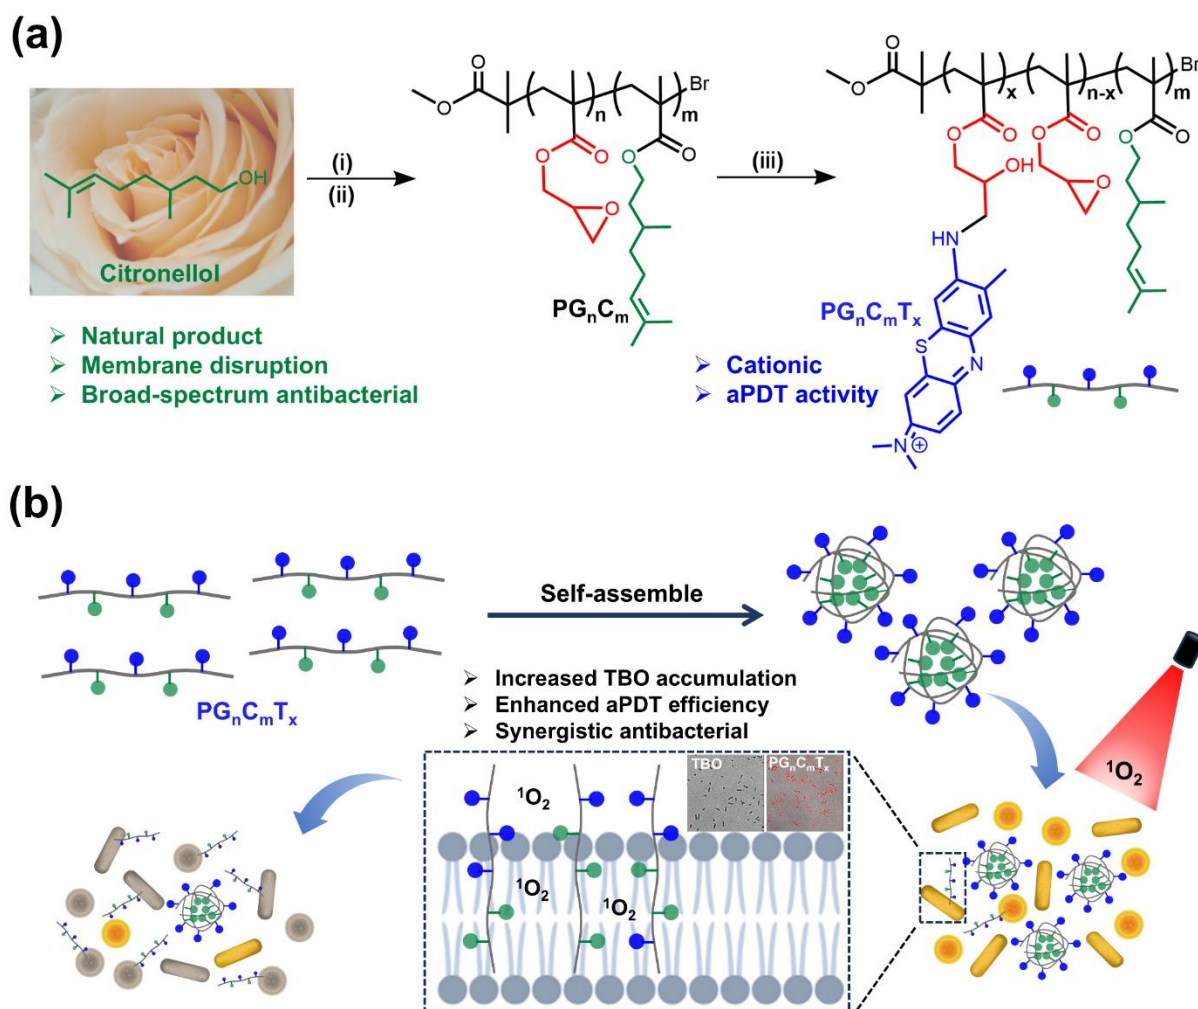 (a)
OH
Citronellol
➢ Natural product
➢ Membrane disruption
➢ Broad-spectrum antibacterial
(i)
(ii)
O
O
Br
n
m
O
O
O
O
O
PGnCm
(iii)
O
O
Br
x
n-x
m
O
O
O
O
O
O
OH
O
HN
PGnCmTx
S
N
N
+
➢ Cationic
➢ aPDT activity
(b)
PGnCmTx
Self-assemble
➢ Increased TBO accumulation
➢ Enhanced aPDT efficiency
➢ Synergistic antibacterial
¹O₂
TBO
PGnCmTx
¹O₂
¹O₂
¹O₂